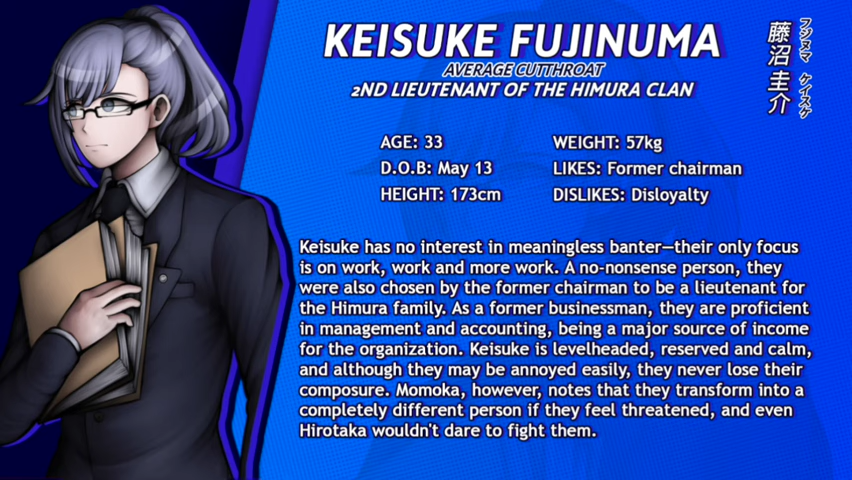 KEISUKE FUJINUMA
AVERAGE CUTTHROAT
2ND LIEUTENANT OF THE HIMURA CLAN
藤沼 圭介
フジヌマ ケイスケ
AGE: 33
D.O.B: May 13
HEIGHT: 173cm
WEIGHT: 57kg
LIKES: Former chairman
DISLIKES: Disloyalty
Keisuke has no interest in meaningless banter—their only focus
is on work, work and more work. A no-nonsense person, they
were also chosen by the former chairman to be a lieutenant for
the Himura family. As a former businessman, they are proficient
in management and accounting, being a major source of income
for the organization. Keisuke is levelheaded, reserved and calm,
and although they may be annoyed easily, they never lose their
composure. Momoka, however, notes that they transform into a
completely different person if they feel threatened, and even
Hirotaka wouldn't dare to fight them.